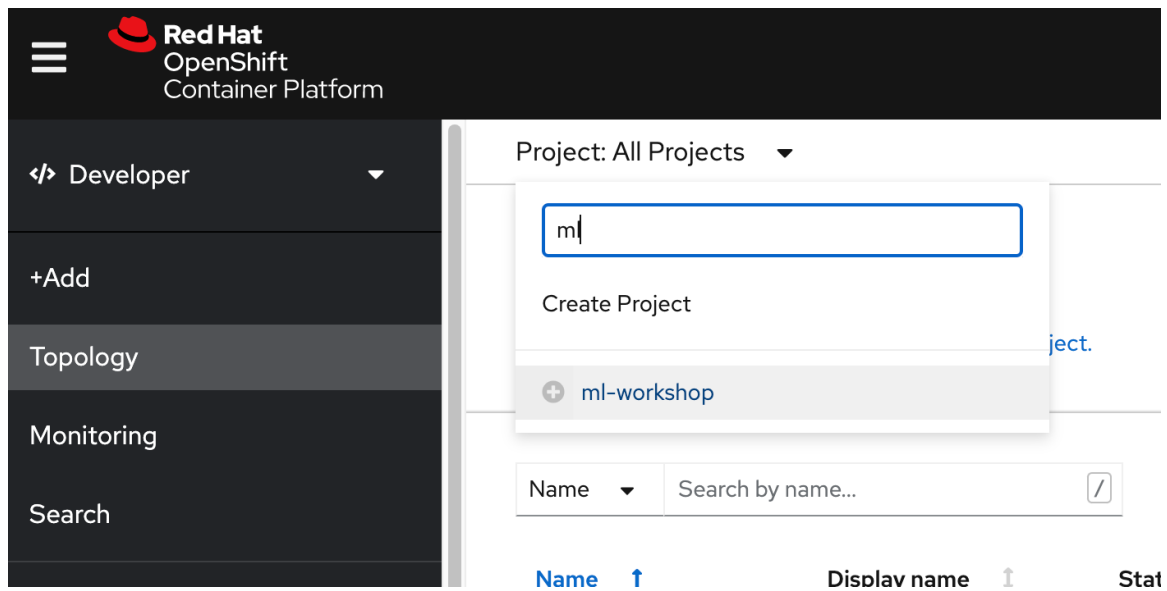 Red Hat
OpenShift
Container Platform
</> Developer
+Add
Topology
Monitoring
Search
Project: All Projects
ml
Create Project
ject.
ml-workshop
Name
Search by name...
/
Name
Display name
Stat